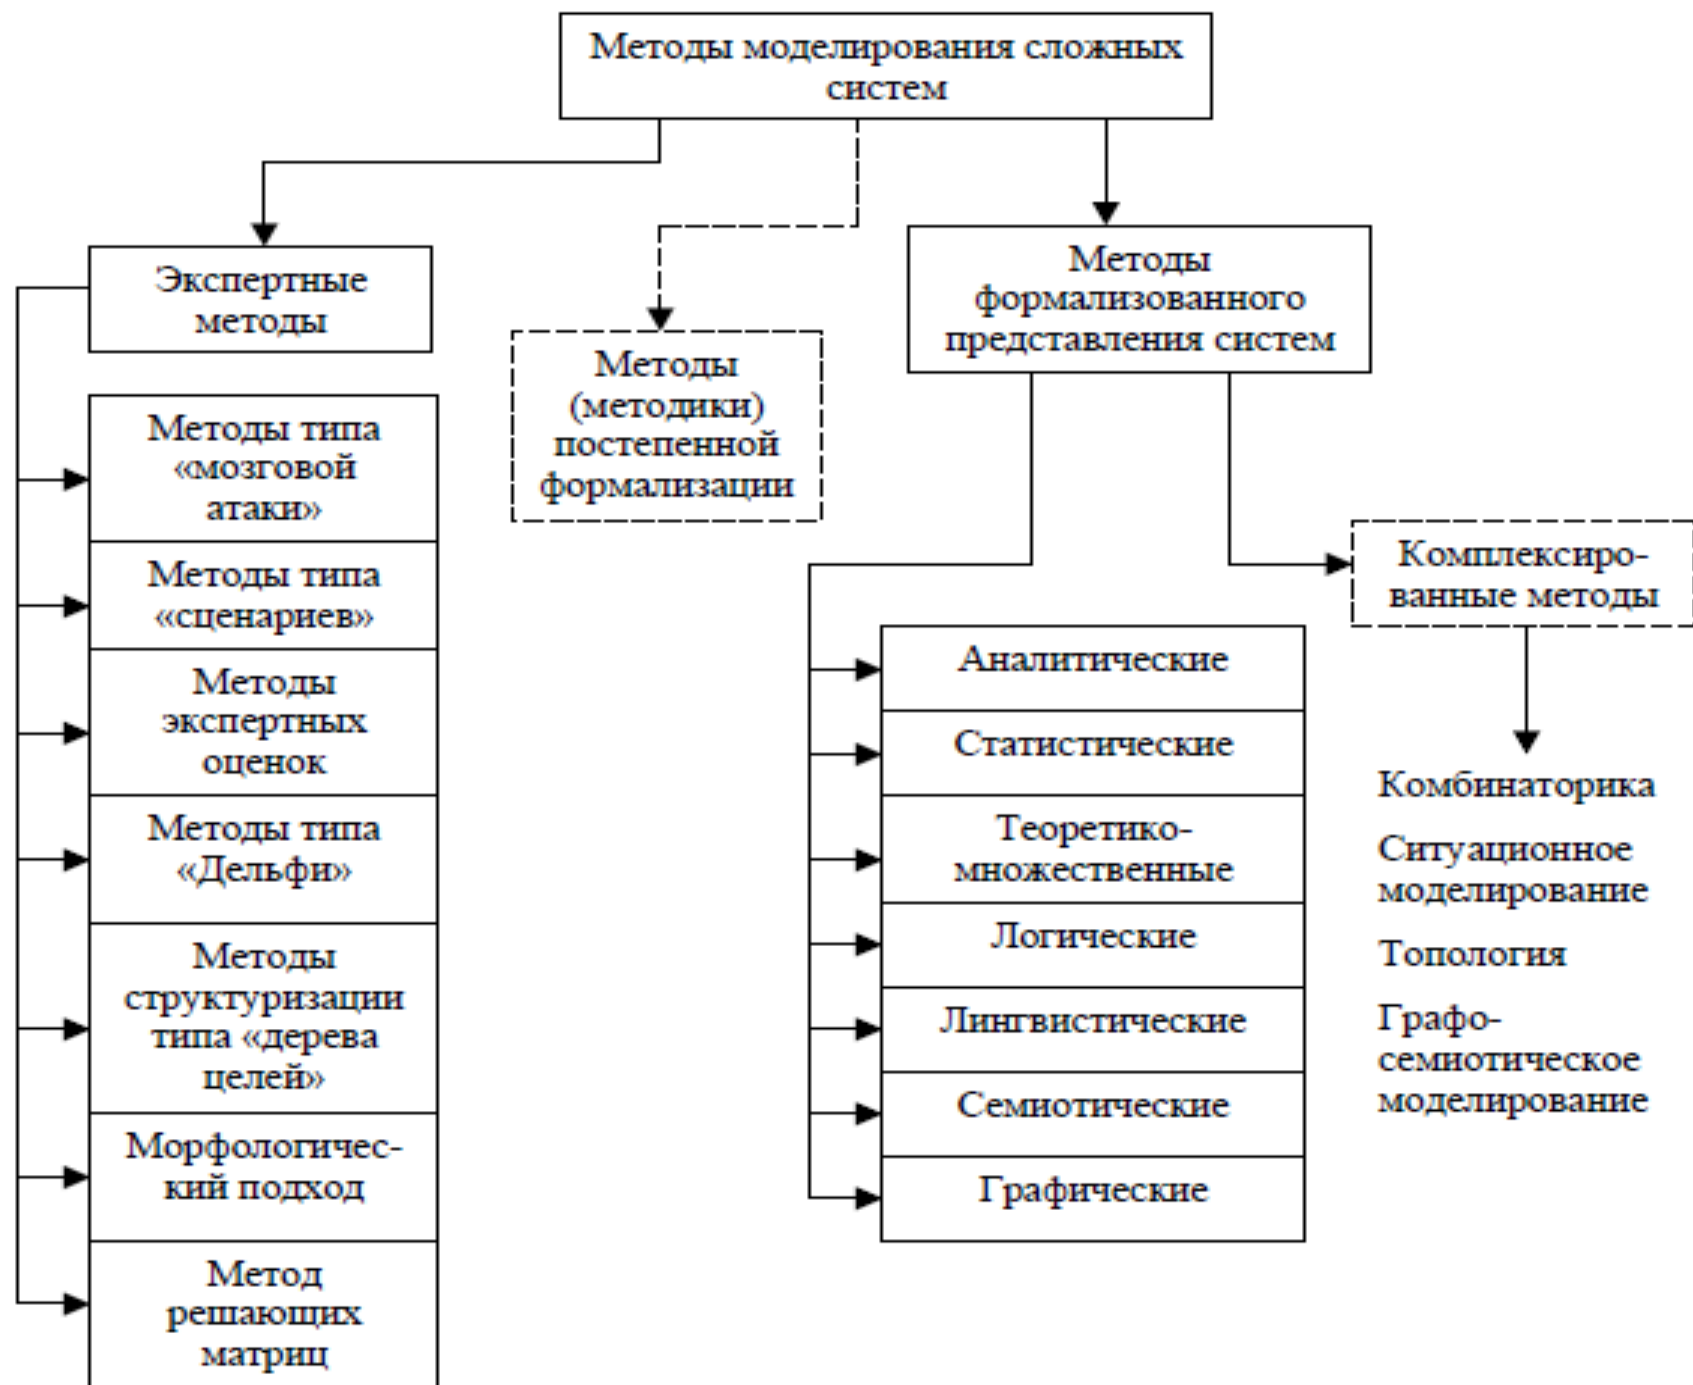 Методы моделирования сложных
систем
Экспертные
методы
Методы типа
«мозговой
атаки»
Методы типа
«сценариев»
Методы
экспертных
оценок
Методы типа
«Дельфи»
Методы
структуризации
типа «дерева
целей»
Морфологичес-
кий подход
Метод
решающих
матриц
Методы
(методики)
постепенной
формализации
Методы
формализованного
представления систем
Аналитические
Статистические
Теоретико-
множественные
Логические
Лингвистические
Семиотические
Графические
Комплексиро-
ванные методы
Комбинаторика
Ситуационное
моделирование
Топология
Графо-
семиотическое
моделирование